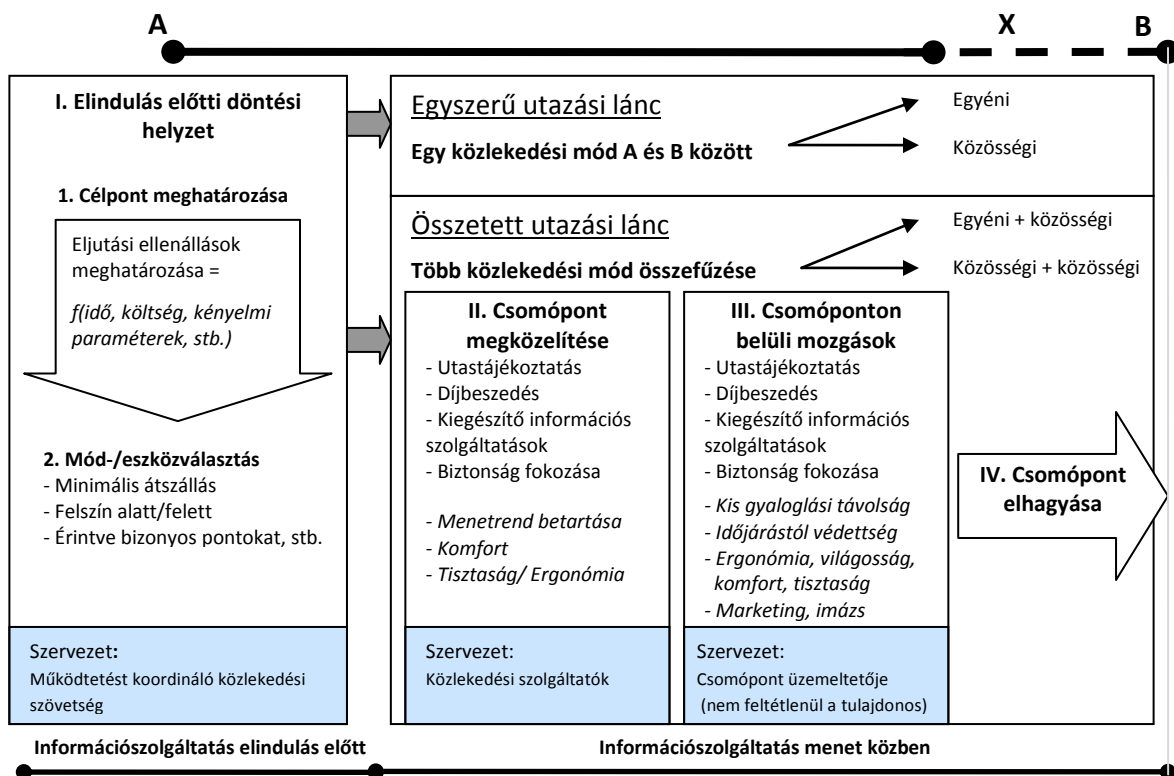 A
X
B
I. Elindulás előtti döntési
helyzet
1. Célpont meghatározása
Eljutási ellenállások
meghatározása =
f(idő, költség, kényelmi
paraméterek, stb.)
2. Mód-/eszközválasztás
- Minimális átszállás
- Felszín alatt/felett
- Érintve bizonyos pontokat, stb.
Szervezet:
Működtetést koordináló közlekedési
szövetség
Egyszerű utazási lánc
Egy közlekedési mód A és B között
Egyéni
Közösségi
Összetett utazási lánc
Több közlekedési mód összefűzése
Egyéni + közösségi
Közösségi + közösségi
II. Csomópont
megközelítése
- Utastájékoztatás
- Díjbeszedés
- Kiegészítő információs
szolgáltatások
- Biztonság fokozása
- Menetrend betartása
- Komfort
- Tisztaság/ Ergonómia
Szervezet:
Közlekedési szolgáltatók
III. Csomóponton
belüli mozgások
- Utastájékoztatás
- Díjbeszedés
- Kiegészítő információs
szolgáltatások
- Biztonság fokozása
- Kis gyaloglási távolság
- Időjárástól védettség
- Ergonómia, világosság,
komfort, tisztaság
- Marketing, imázs
Szervezet:
Csomópont üzemeltetője
(nem feltétlenül a tulajdonos)
IV. Csomópont
elhagyása
Információszolgáltatás elindulás előtt
Információszolgáltatás menet közben